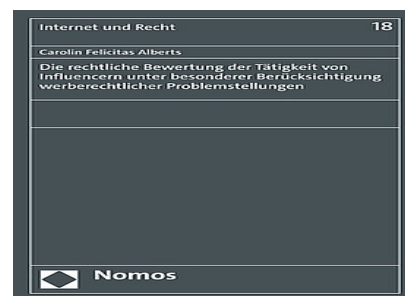 Internet und Recht 18
Carolin Felicitas Alberts
Die rechtliche Bewertung der Tätigkeit von
Influencern unter besonderer Berücksichtigung
werberechtlicher Problemstellungen
Nomos